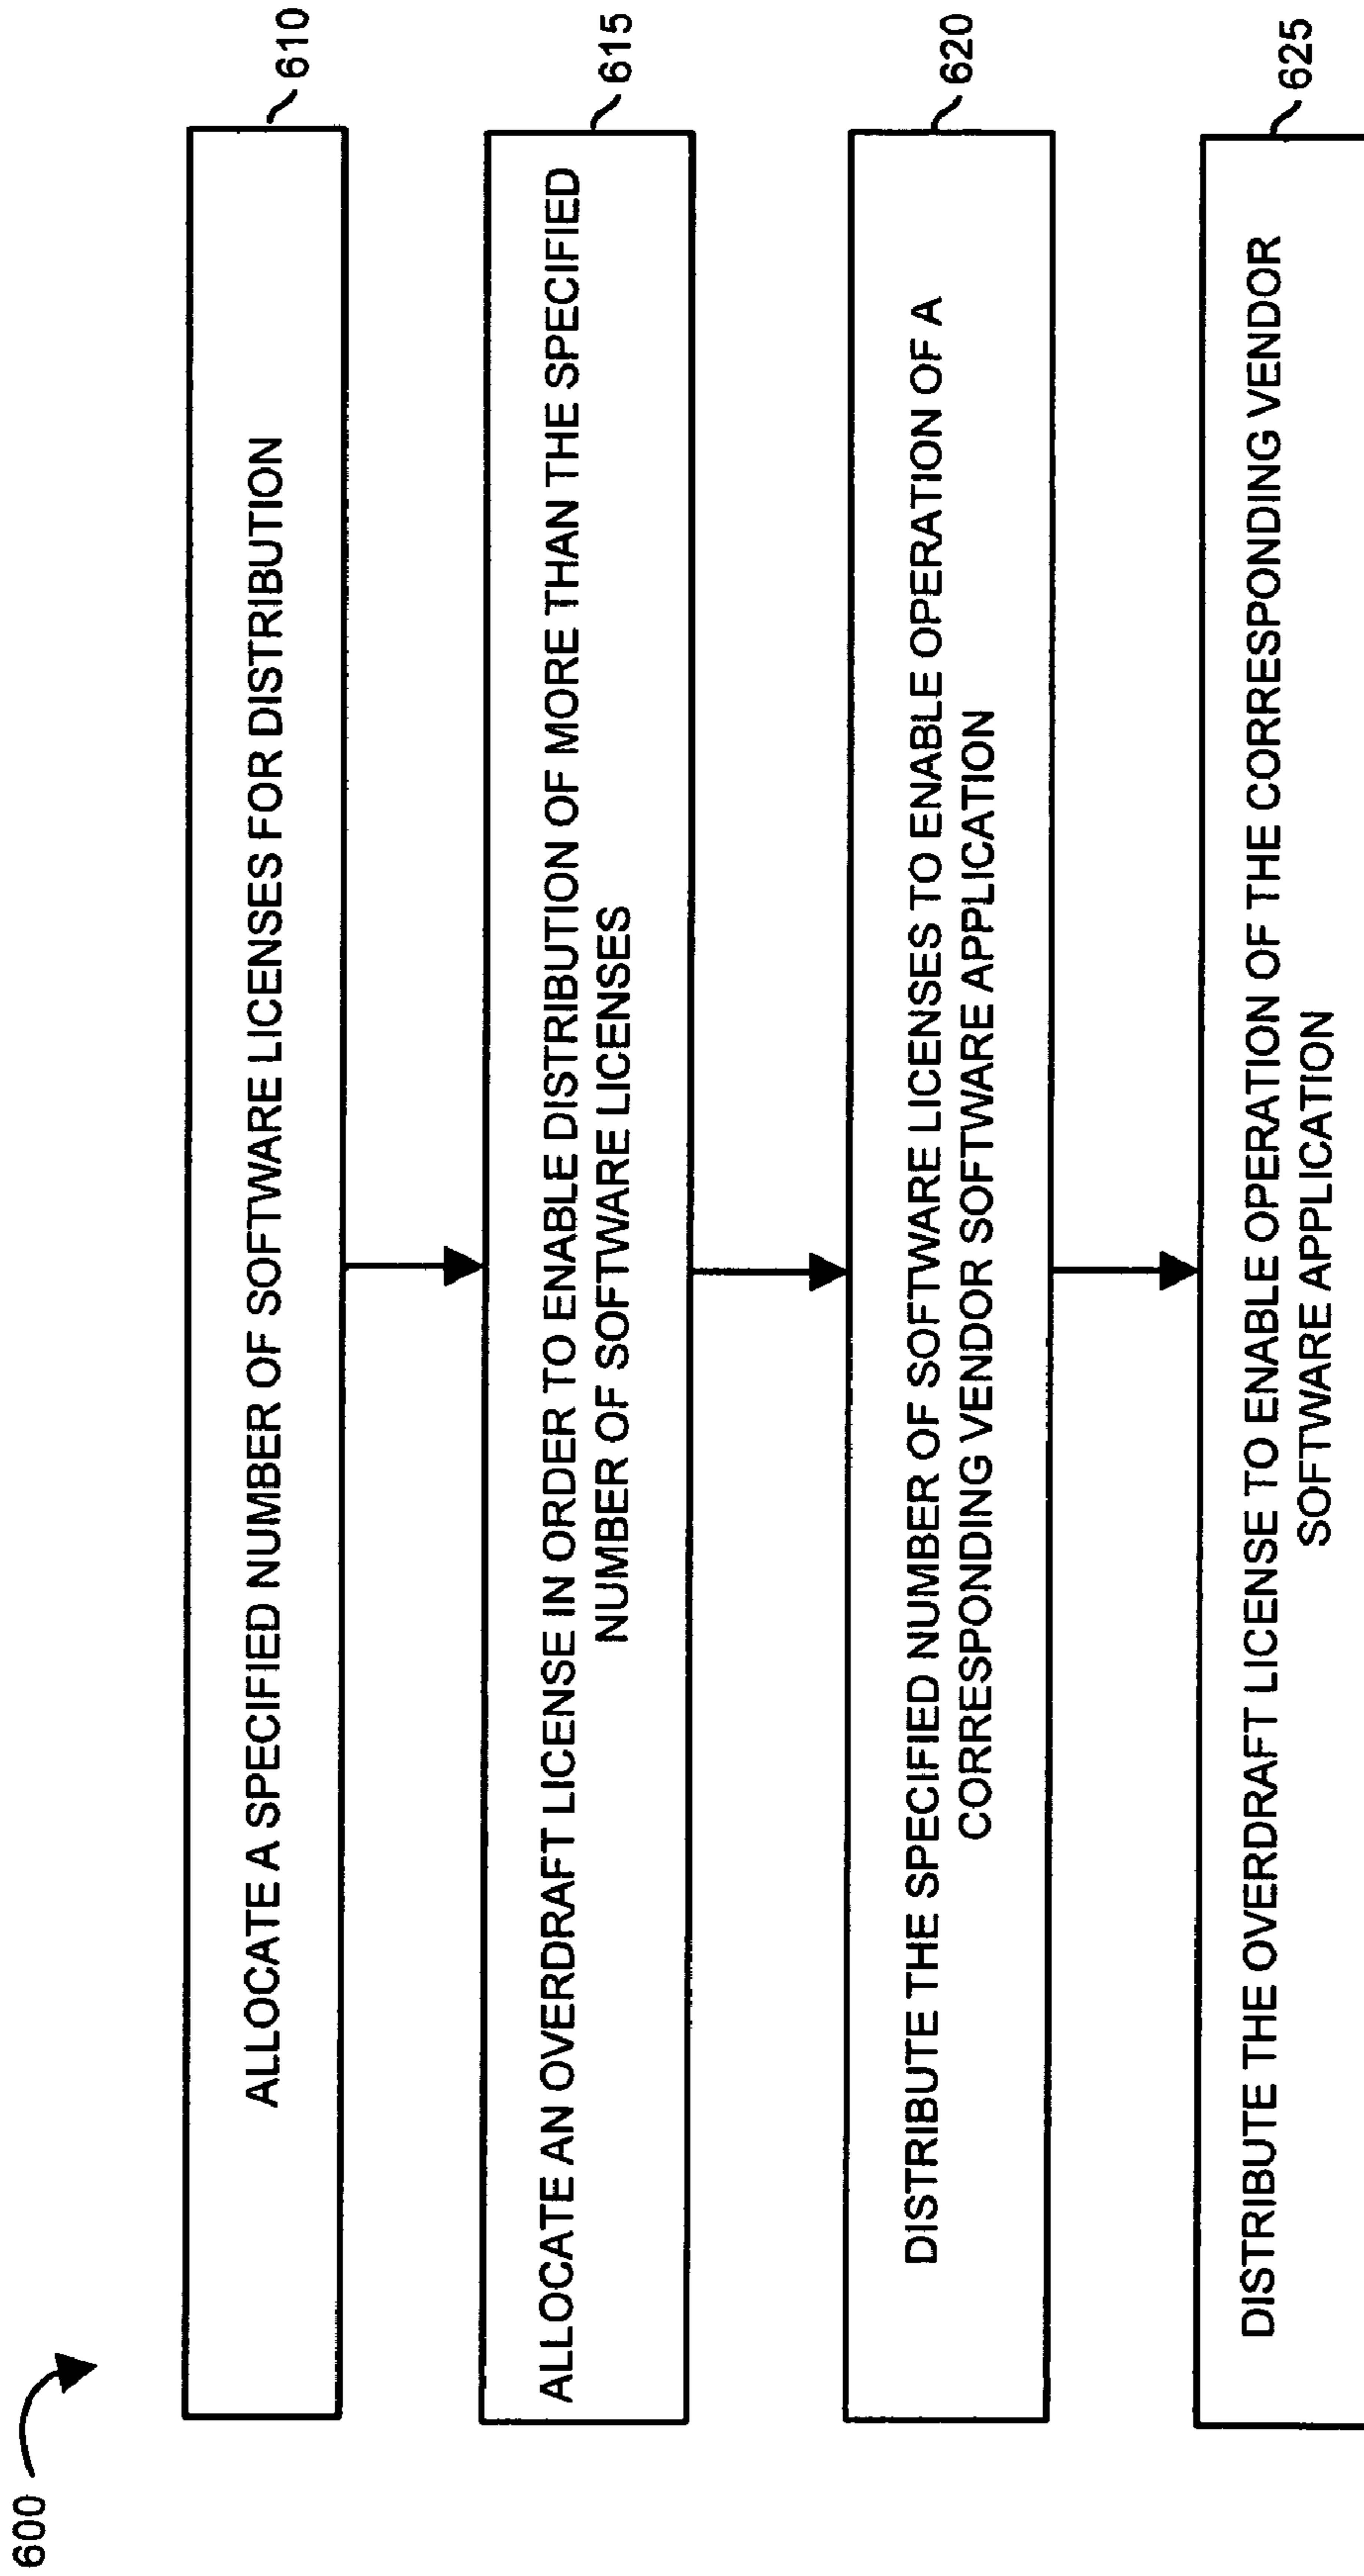 600
ALLOCATE A SPECIFIED NUMBER OF SOFTWARE LICENSES FOR DISTRIBUTION
610
ALLOCATE AN OVERDRAFT LICENSE IN ORDER TO ENABLE DISTRIBUTION OF MORE THAN THE SPECIFIED
NUMBER OF SOFTWARE LICENSES
615
DISTRIBUTE THE SPECIFIED NUMBER OF SOFTWARE LICENSES TO ENABLE OPERATION OF A
CORRESPONDING VENDOR SOFTWARE APPLICATION
620
DISTRIBUTE THE OVERDRAFT LICENSE TO ENABLE OPERATION OF THE CORRESPONDING VENDOR
SOFTWARE APPLICATION
625